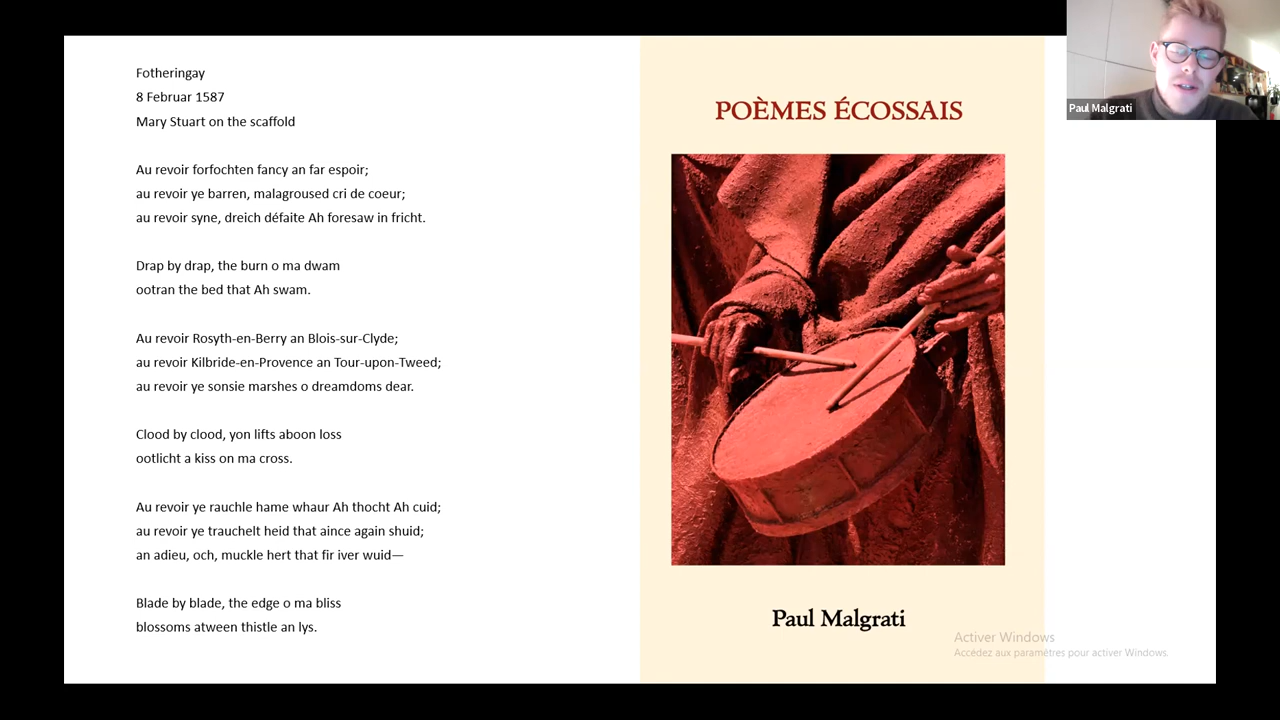 Fotheringay
8 Februar 1587
Mary Stuart on the scaffold
Au revoir forfochten fancy an far espoir;
au revoir ye barren, malagroused cri de coeur;
au revoir syne, dreich défaite Ah foresaw in fricht.
Drap by drap, the burn o ma dwam
ootran the bed that Ah swam.
Au revoir Rosyth-en-Berry an Blois-sur-Clyde;
au revoir Kilbride-en-Provence an Tour-upon-Tweed;
au revoir ye sonsie marshes o dreamdoms dear.
Clood by clood, yon lifts aboon loss
ootlicht a kiss on ma cross.
Au revoir ye rauchle hame whaur Ah thocht Ah cuid;
au revoir ye trauchelt heid that aince again shuid;
an adieu, och, muckle hert that fir iver wuid—
Blade by blade, the edge o ma bliss
blossoms atween thistle an lys.
POÈMES ÉCOSSAIS
Paul Malgrati
Activer Windows
Accédez aux paramètres pour activer Windows.
Paul Malgrati